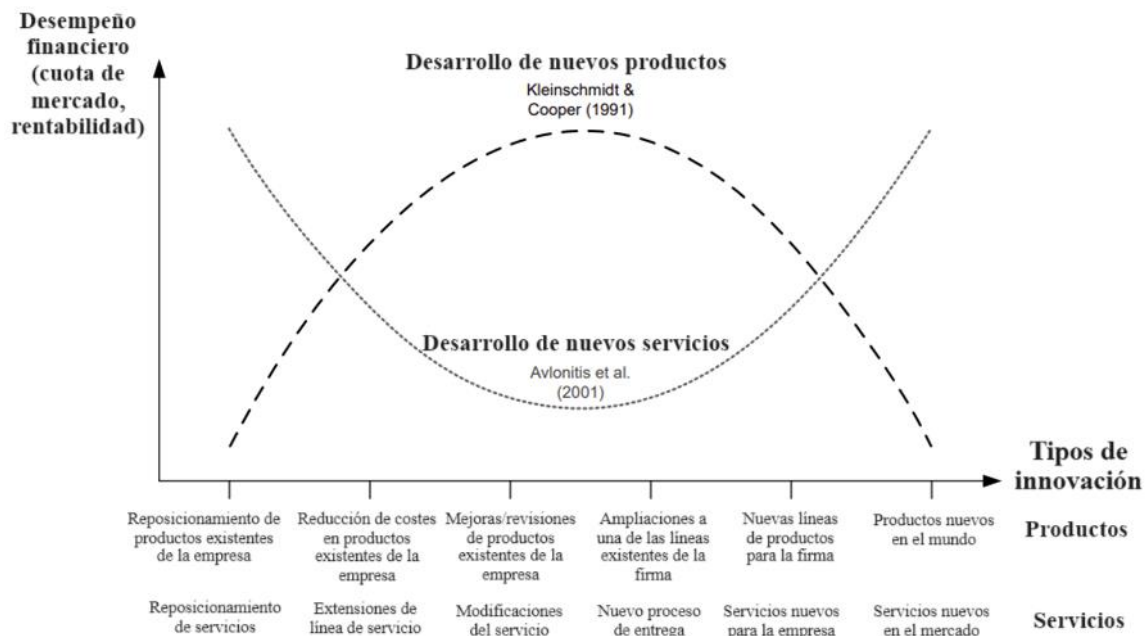 Desempeño
financiero
(cuota de
mercado,
rentabilidad)
Desarrollo de nuevos productos
Kleinschmidt &
Cooper (1991)
Desarrollo de nuevos servicios
Avlonitis et al.
(2001)
Tipos de
innovación
Reposicionamiento de
productos existentes
de la empresa
Reducción de costes
en productos
existentes de la
empresa
Mejoras/revisiones
de productos
existentes de la
empresa
Ampliaciones a
una de las líneas
existentes de la
firma
Nuevas líneas
de productos
para la firma
Productos nuevos
en el mundo
Productos
Reposicionamiento
de servicios
Extensiones de
línea de servicio
Modificaciones
del servicio
Nuevo proceso
de entrega
Servicios nuevos
para la empresa
Servicios nuevos
en el mercado
Servicios